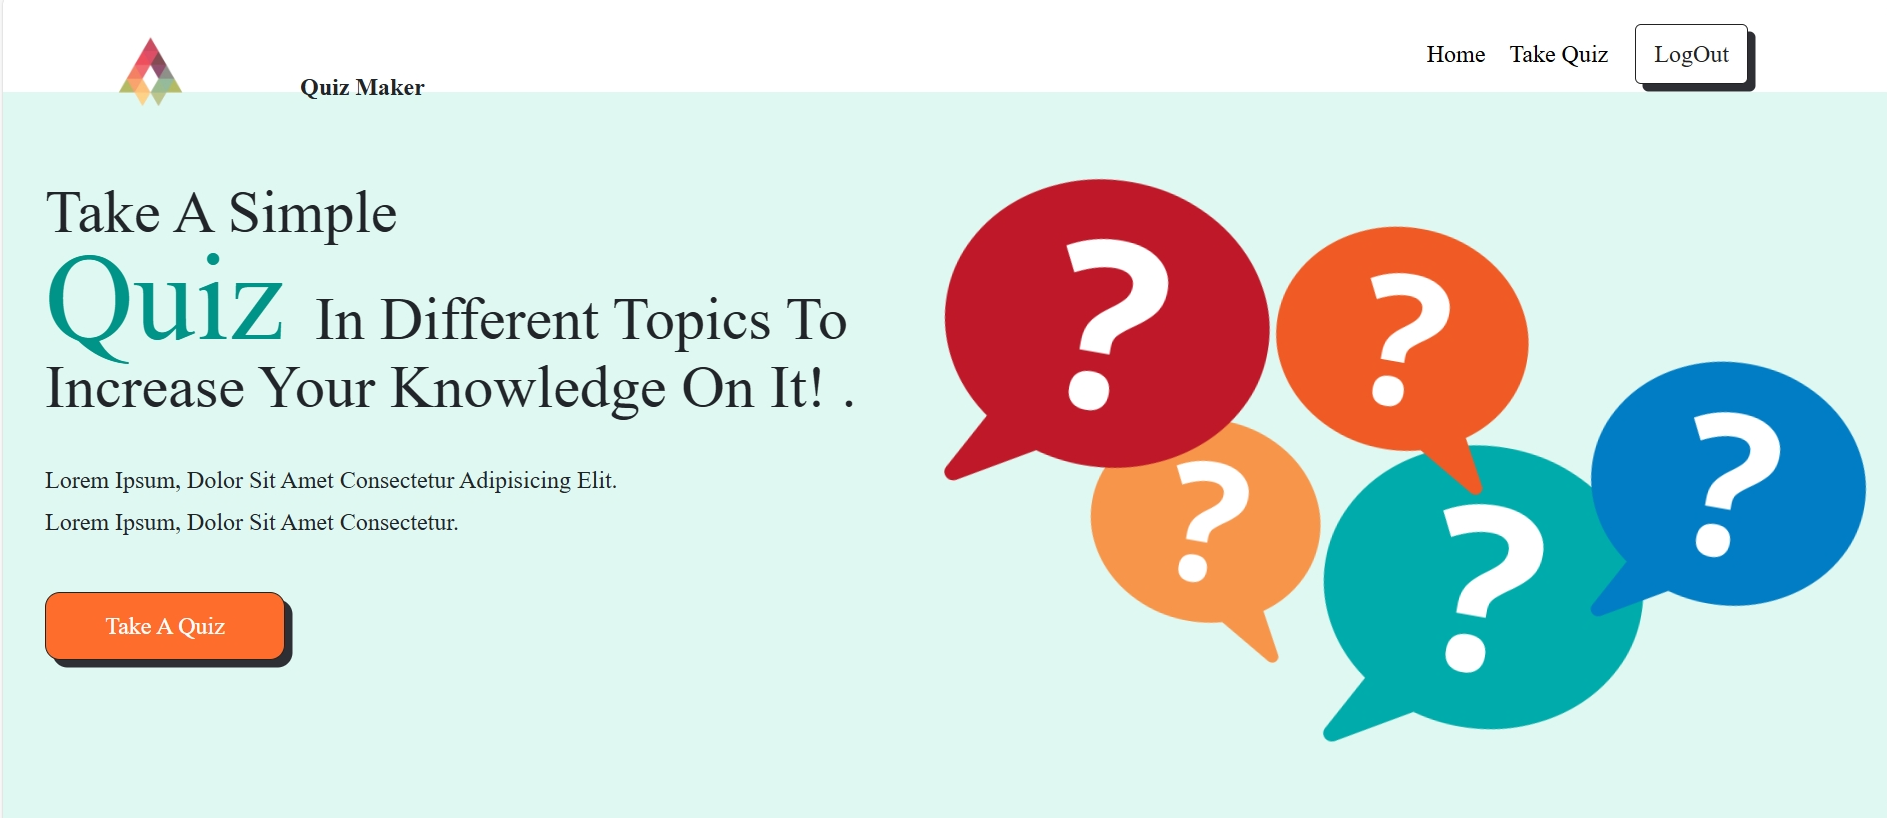 Quiz Maker
Home Take Quiz LogOut
Take A Simple
Quiz In Different Topics To
Increase Your Knowledge On It! .
Lorem Ipsum, Dolor Sit Amet Consectetur Adipisicing Elit.
Lorem Ipsum, Dolor Sit Amet Consectetur.
Take A Quiz
?
?
?
?
?